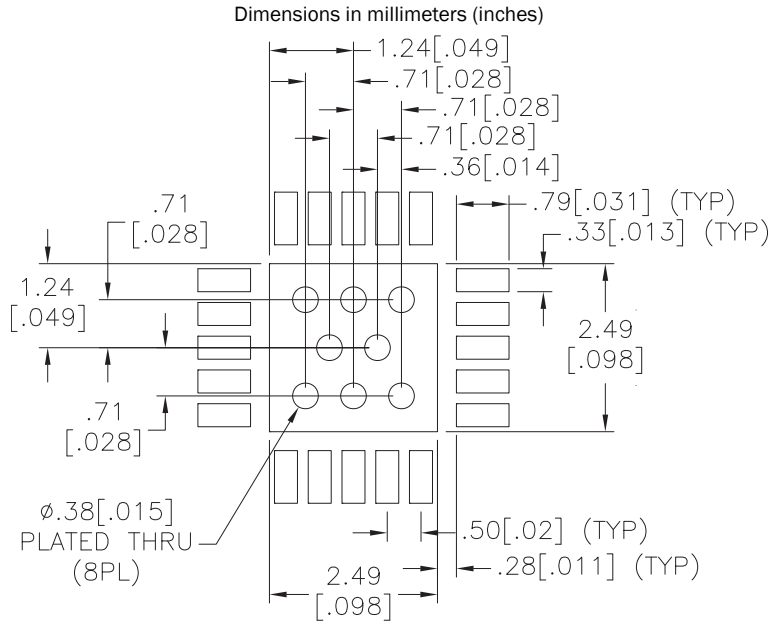 Dimensions in millimeters (inches)
1.24[.049]
.71[.028]
.71[.028]
.71[.028]
.36[.014]
.79[.031] (TYP)
.33[.013] (TYP)
.71
[.028]
1.24
[.049]
2.49
[.098]
.71
[.028]
ø.38[.015]
PLATED THRU
(8PL)
.50[.02] (TYP)
.28[.011] (TYP)
2.49
[.098]